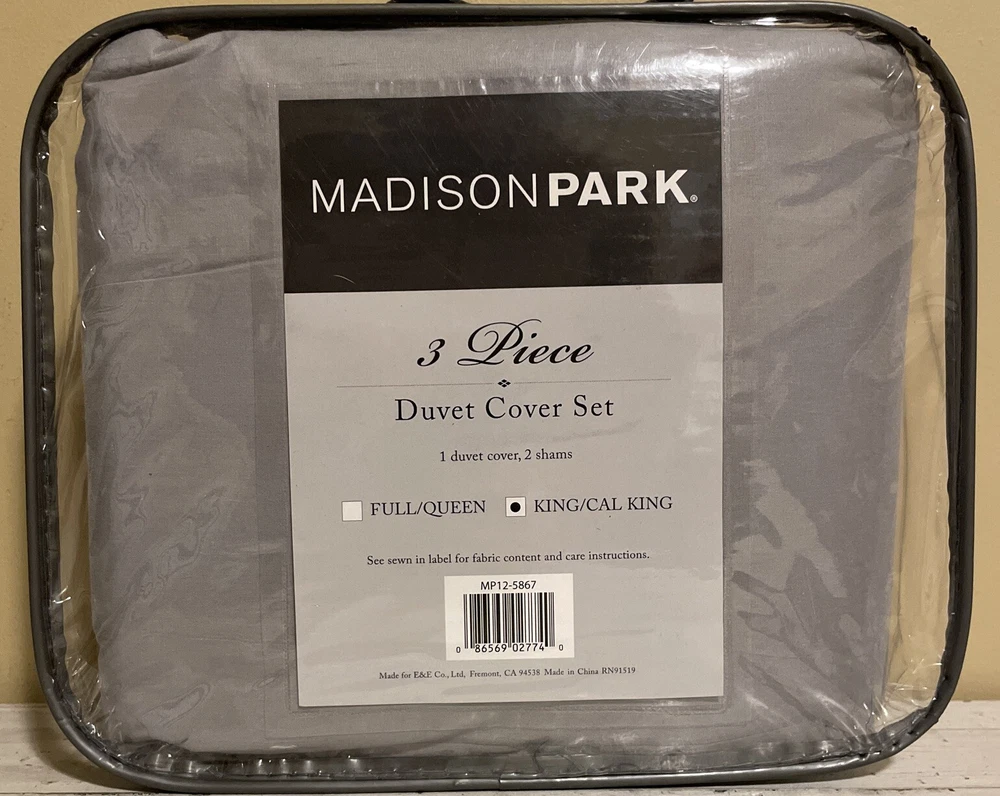 MADISONPARK®
3 Piece
Duvet Cover Set
1 duvet cover, 2 shams
FULL/QUEEN KING/CAL KING
See sewn in label for fabric content and care instructions.
MP12-5867
0 86569 02774 0
Made for E&E Co., Ltd, Fremont, CA 94538 Made in China RN91519